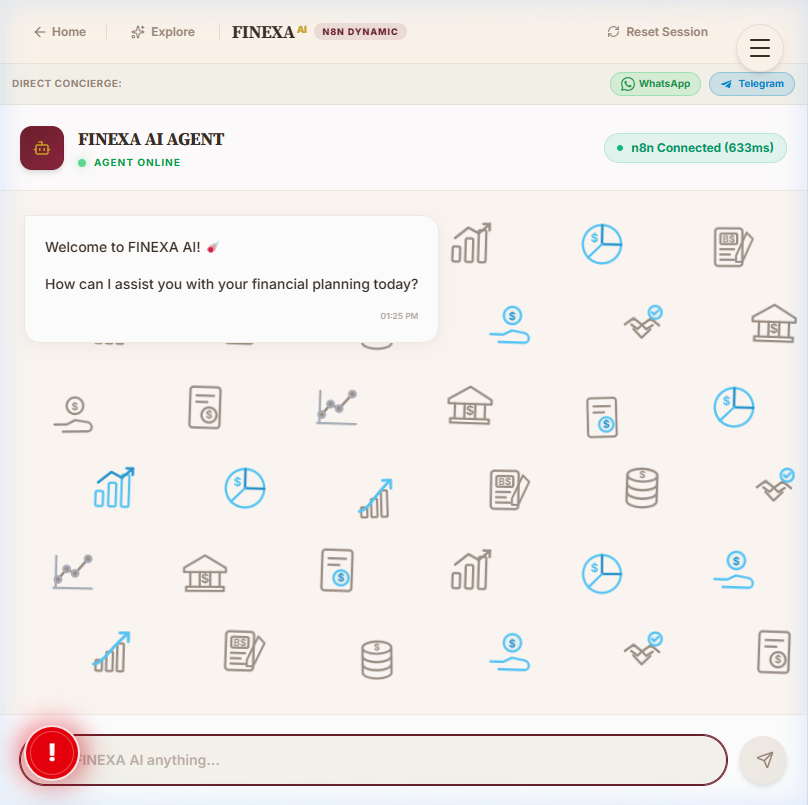 Home
Explore
FINEXA AI
N8N DYNAMIC
Reset Session
DIRECT CONCIERGE:
WhatsApp
Telegram
FINEXA AI AGENT
AGENT ONLINE
n8n Connected (633ms)
Welcome to FINEXA AI!
How can I assist you with your financial planning today?
01:25 PM
!
FINEXA AI anything...